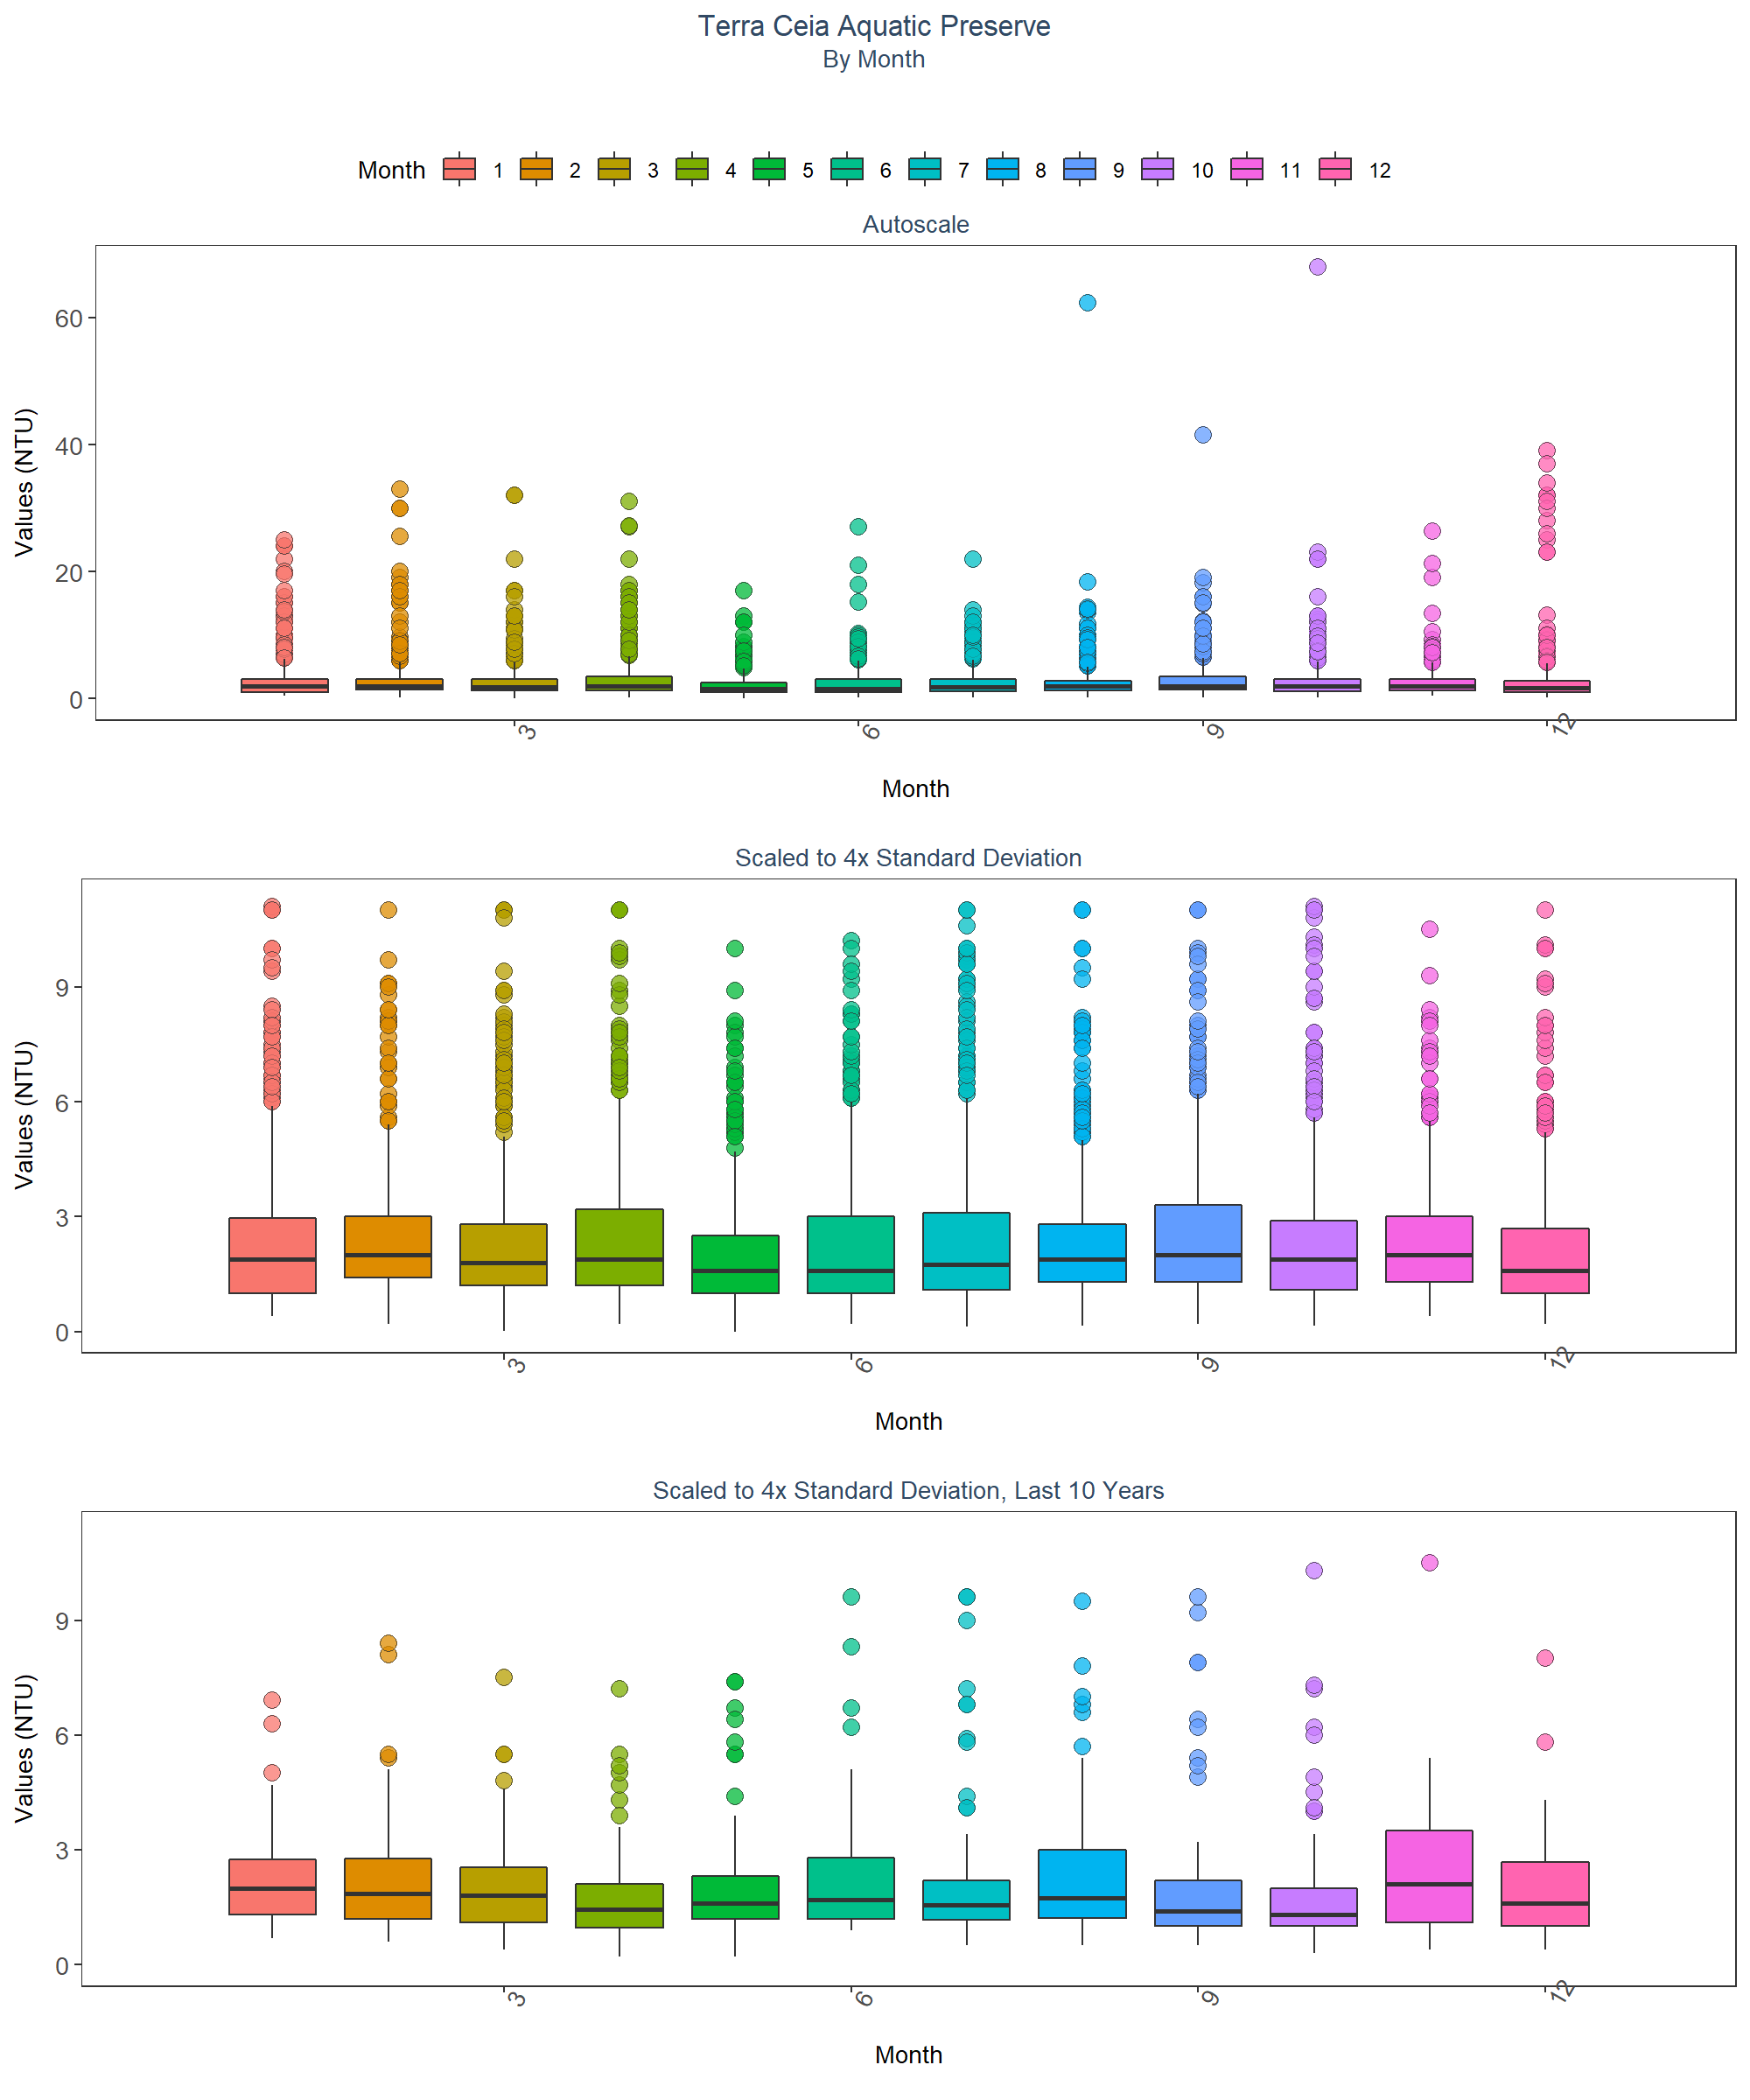 Terra Ceia Aquatic Preserve
By Month
Month 1 2 3 4 5 6 7 8 9 10 11 12
Autoscale
Values (NTU)
60
40
20
0
3 6 9 12
Month
Scaled to 4x Standard Deviation
Values (NTU)
9
6
3
0
3 6 9 12
Month
Scaled to 4x Standard Deviation, Last 10 Years
Values (NTU)
9
6
3
0
3 6 9 12
Month